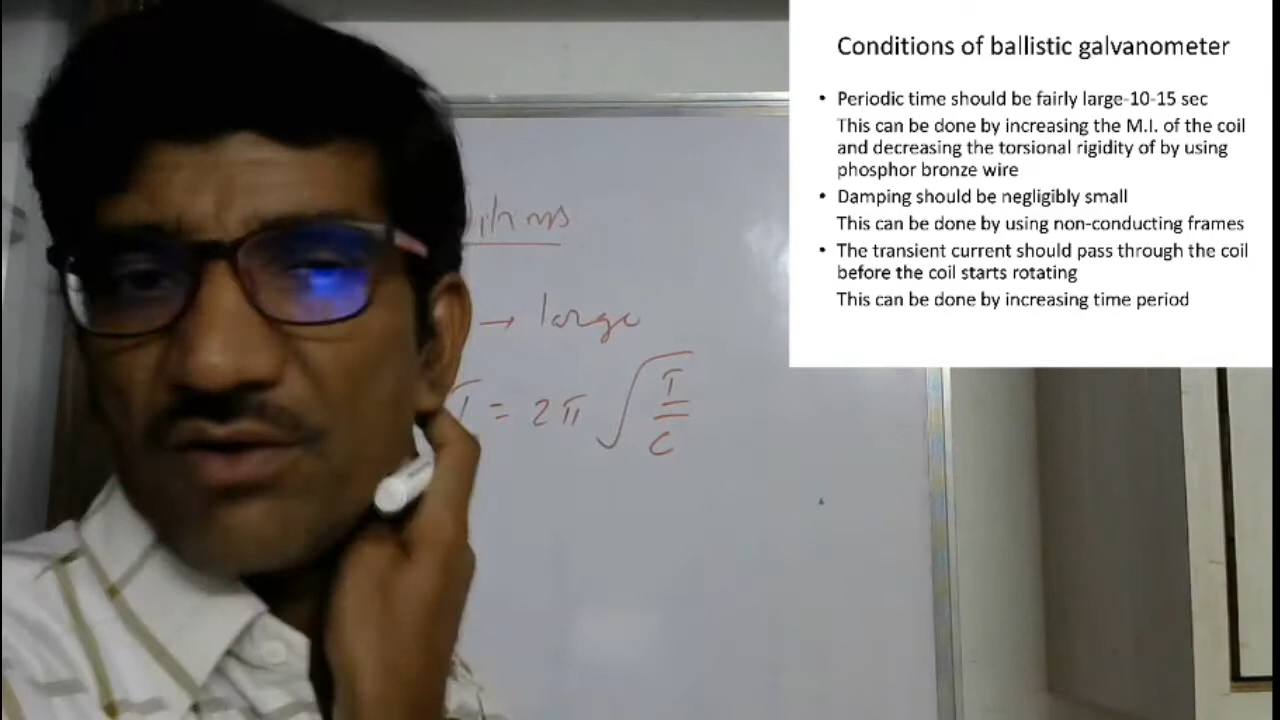 Conditions of ballistic galvanometer
• Periodic time should be fairly large-10-15 sec
This can be done by increasing the M.I. of the coil
and decreasing the torsional rigidity of by using
phosphor bronze wire
• Damping should be negligibly small
This can be done by using non-conducting frames
• The transient current should pass through the coil
before the coil starts rotating
This can be done by increasing time period
→ large
T = 2π √I/C